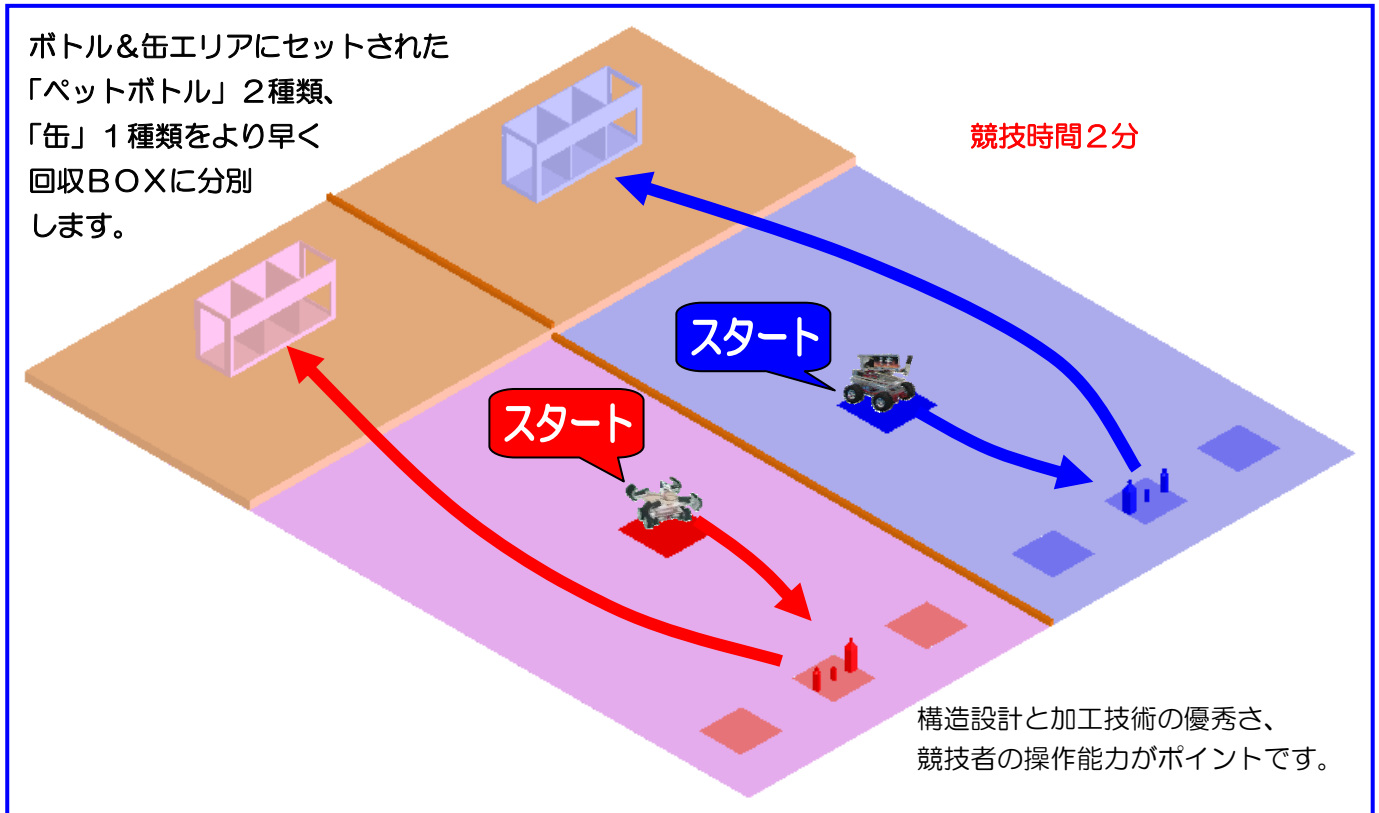 ボトル＆缶エリアにセットされた
「ペットボトル」２種類、
「缶」１種類をより早く
回収ＢＯＸに分別
します。
競技時間２分
スタート
スタート
構造設計と加工技術の優秀さ、
競技者の操作能力がポイントです。